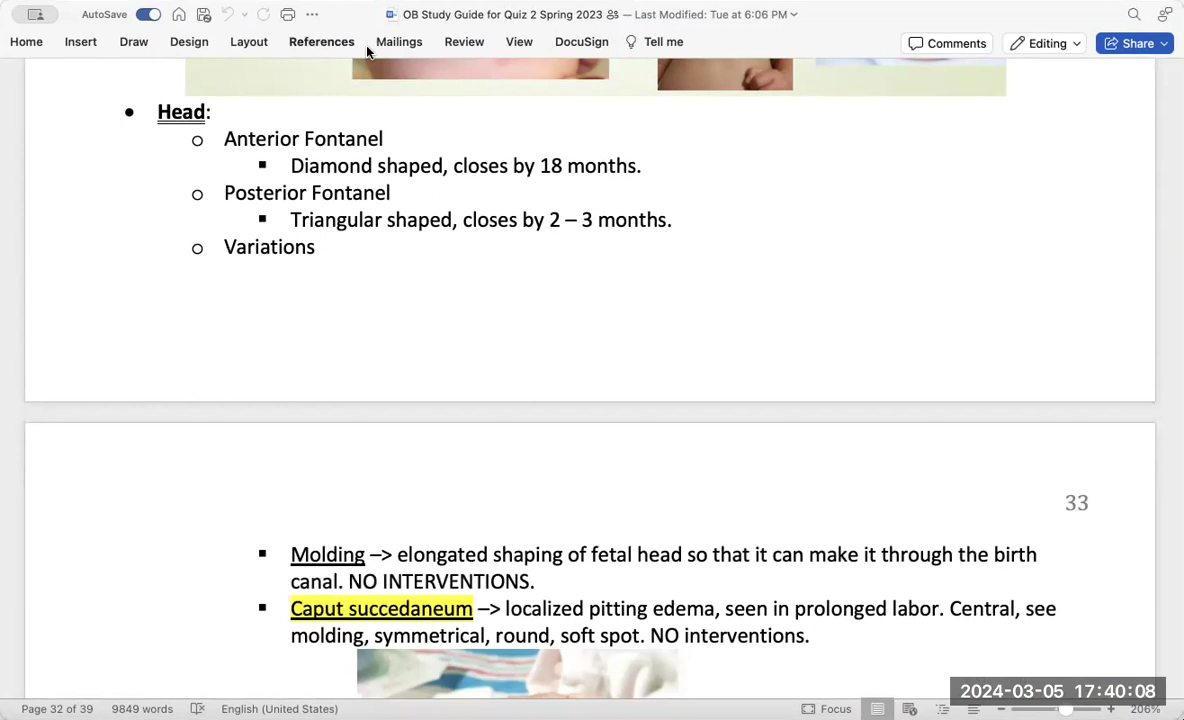 AutoSave
OB Study Guide for Quiz 2 Spring 2023 — Last Modified: Tue at 6:06 PM
Home Insert Draw Design Layout References Mailings Review View DocuSign Tell me Comments Editing Share
• Head:
o Anterior Fontanel
▪ Diamond shaped, closes by 18 months.
o Posterior Fontanel
▪ Triangular shaped, closes by 2 – 3 months.
o Variations
33
▪ Molding –> elongated shaping of fetal head so that it can make it through the birth
canal. NO INTERVENTIONS.
▪ Caput succedaneum –> localized pitting edema, seen in prolonged labor. Central, see
molding, symmetrical, round, soft spot. NO interventions.
2024-03-05 17:40:08
Page 32 of 39 9849 words English (United States) Focus 206%